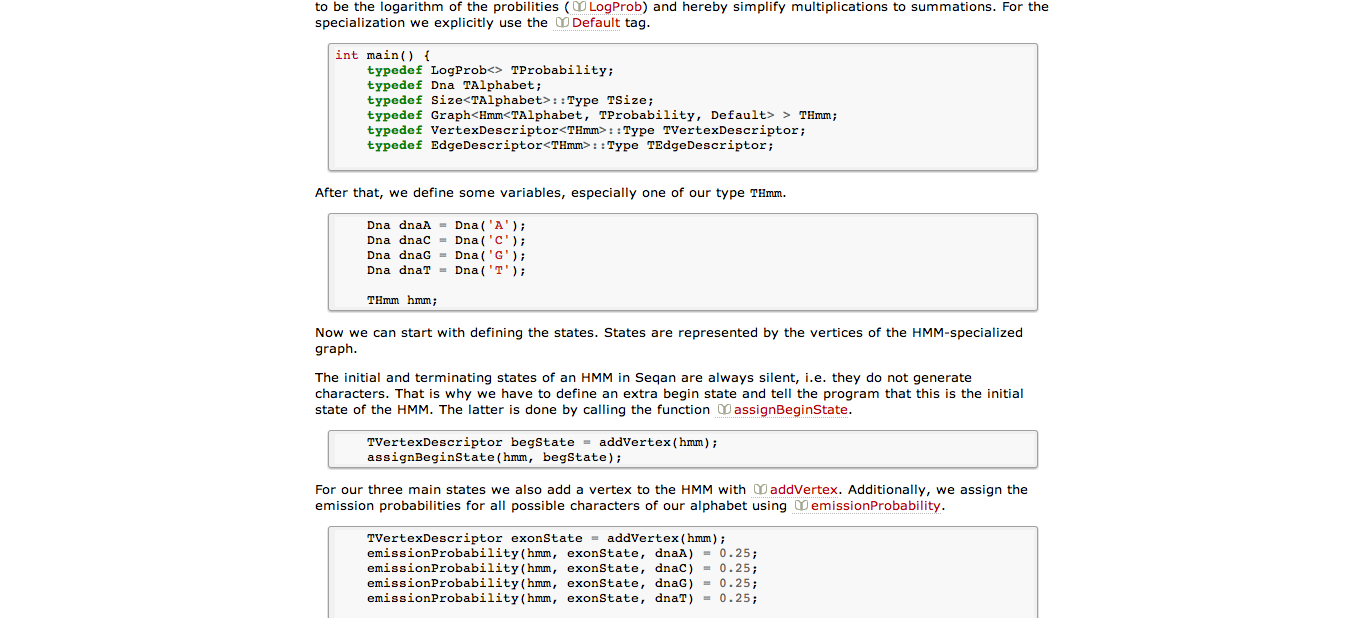 to be the logarithm of the probilities ( LogProb) and hereby simplify multiplications to summations. For the
specialization we explicitly use the Default tag.
int main() {
    typedef LogProb<> TProbability;
    typedef Dna TAlphabet;
    typedef Size<TAlphabet>::Type TSize;
    typedef Graph<Hmm<TAlphabet, TProbability, Default> > THmm;
    typedef VertexDescriptor<THmm>::Type TVertexDescriptor;
    typedef EdgeDescriptor<THmm>::Type TEdgeDescriptor;
After that, we define some variables, especially one of our type THmm.
    Dna dnaA = Dna('A');
    Dna dnaC = Dna('C');
    Dna dnaG = Dna('G');
    Dna dnaT = Dna('T');
    THmm hmm;
Now we can start with defining the states. States are represented by the vertices of the HMM-specialized
graph.
The initial and terminating states of an HMM in Seqan are always silent, i.e. they do not generate
characters. That is why we have to define an extra begin state and tell the program that this is the initial
state of the HMM. The latter is done by calling the function assignBeginState.
    TVertexDescriptor begState = addVertex(hmm);
    assignBeginState(hmm, begState);
For our three main states we also add a vertex to the HMM with addVertex. Additionally, we assign the
emission probabilities for all possible characters of our alphabet using emissionProbability.
    TVertexDescriptor exonState = addVertex(hmm);
    emissionProbability(hmm, exonState, dnaA) = 0.25;
    emissionProbability(hmm, exonState, dnaC) = 0.25;
    emissionProbability(hmm, exonState, dnaG) = 0.25;
    emissionProbability(hmm, exonState, dnaT) = 0.25;